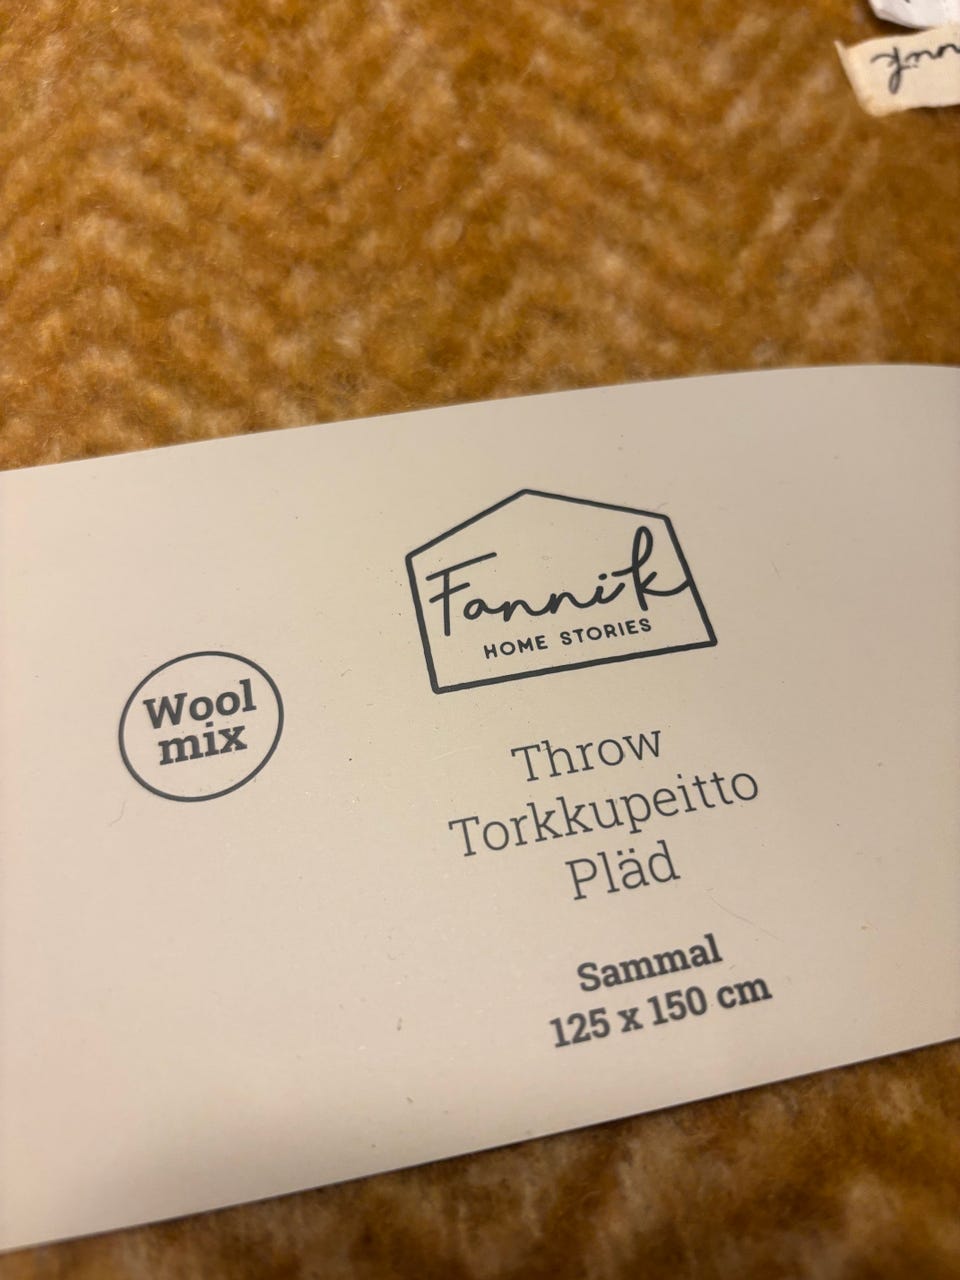 Fannik
HOME STORIES
Wool
mix
Throw
Torkkupeitto
Pläd
Sammal
125 x 150 cm